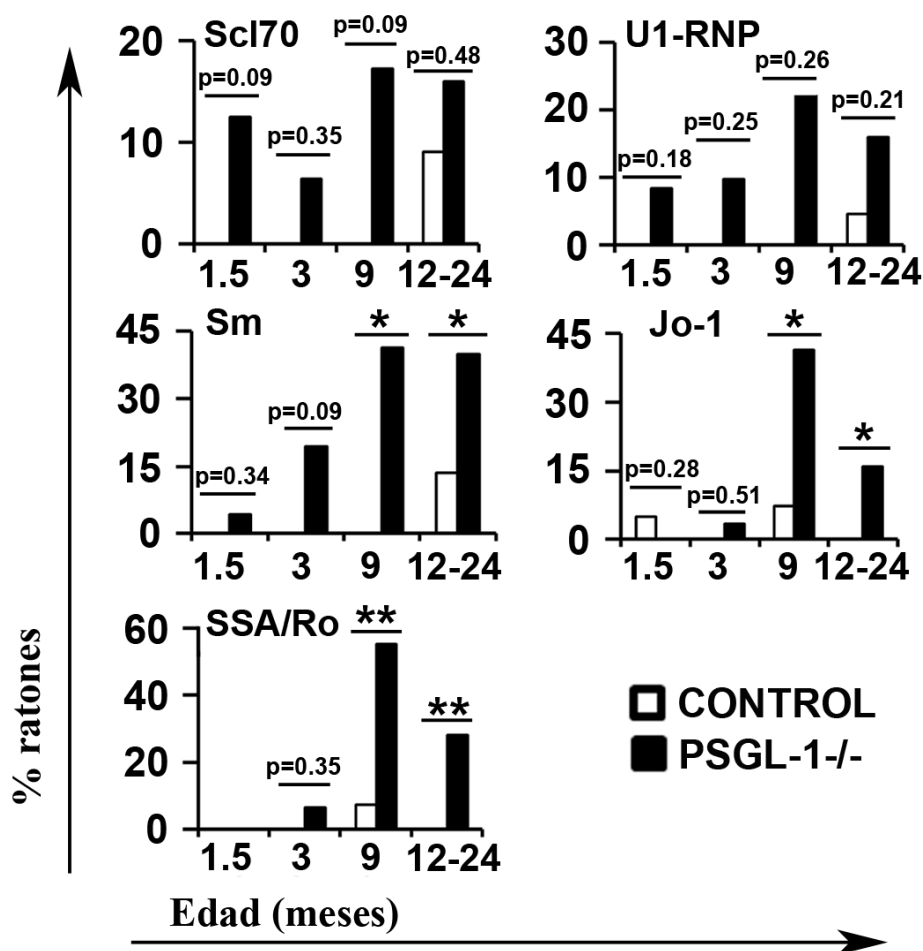 Scl70
20
10
0
p=0.09
p=0.35
p=0.09
p=0.48
1.5 3 9 12-24
U1-RNP
30
20
10
0
p=0.18
p=0.25
p=0.26
p=0.21
1.5 3 9 12-24
Sm
45
30
15
0
p=0.34
p=0.09
*
*
1.5 3 9 12-24
Jo-1
45
30
15
0
p=0.28
p=0.51
*
*
1.5 3 9 12-24
SSA/Ro
60
40
20
0
p=0.35
**
**
1.5 3 9 12-24
CONTROL
PSGL-1-/-
% ratones
Edad (meses)